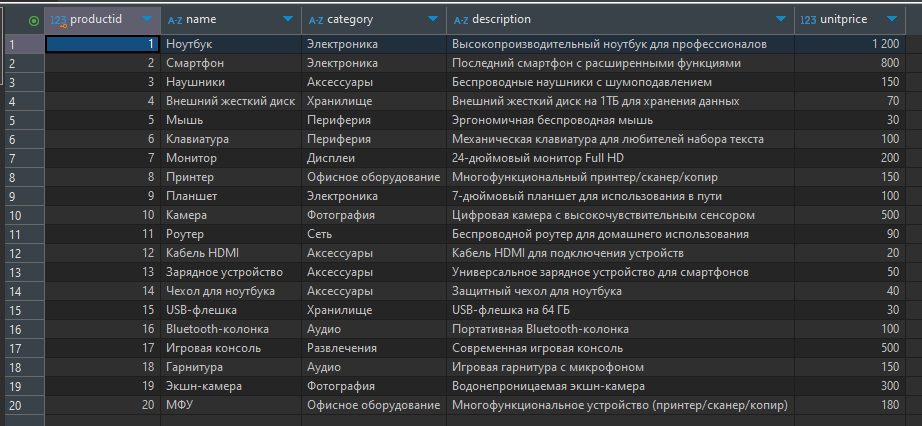 123 productid A-Z name A-Z category A-Z description 123 unitprice
1 1 Ноутбук Электроника Высокопроизводительный ноутбук для профессионалов 1 200
2 2 Смартфон Электроника Последний смартфон с расширенными функциями 800
3 3 Наушники Аксессуары Беспроводные наушники с шумоподавлением 150
4 4 Внешний жесткий диск Хранилище Внешний жесткий диск на 1ТБ для хранения данных 70
5 5 Мышь Периферия Эргономичная беспроводная мышь 30
6 6 Клавиатура Периферия Механическая клавиатура для любителей набора текста 100
7 7 Монитор Дисплеи 24-дюймовый монитор Full HD 200
8 8 Принтер Офисное оборудование Многофункциональный принтер/сканер/копир 150
9 9 Планшет Электроника 7-дюймовый планшет для использования в пути 100
10 10 Камера Фотография Цифровая камера с высокочувствительным сенсором 500
11 11 Роутер Сеть Беспроводной роутер для домашнего использования 90
12 12 Кабель HDMI Аксессуары Кабель HDMI для подключения устройств 20
13 13 Зарядное устройство Аксессуары Универсальное зарядное устройство для смартфонов 50
14 14 Чехол для ноутбука Аксессуары Защитный чехол для ноутбука 40
15 15 USB-флешка Хранилище USB-флешка на 64 ГБ 30
16 16 Bluetooth-колонка Аудио Портативная Bluetooth-колонка 100
17 17 Игровая консоль Развлечения Современная игровая консоль 500
18 18 Гарнитура Аудио Игровая гарнитура с микрофоном 150
19 19 Экшн-камера Фотография Водонепроницаемая экшн-камера 300
20 20 МФУ Офисное оборудование Многофункциональное устройство (принтер/сканер/копир) 180